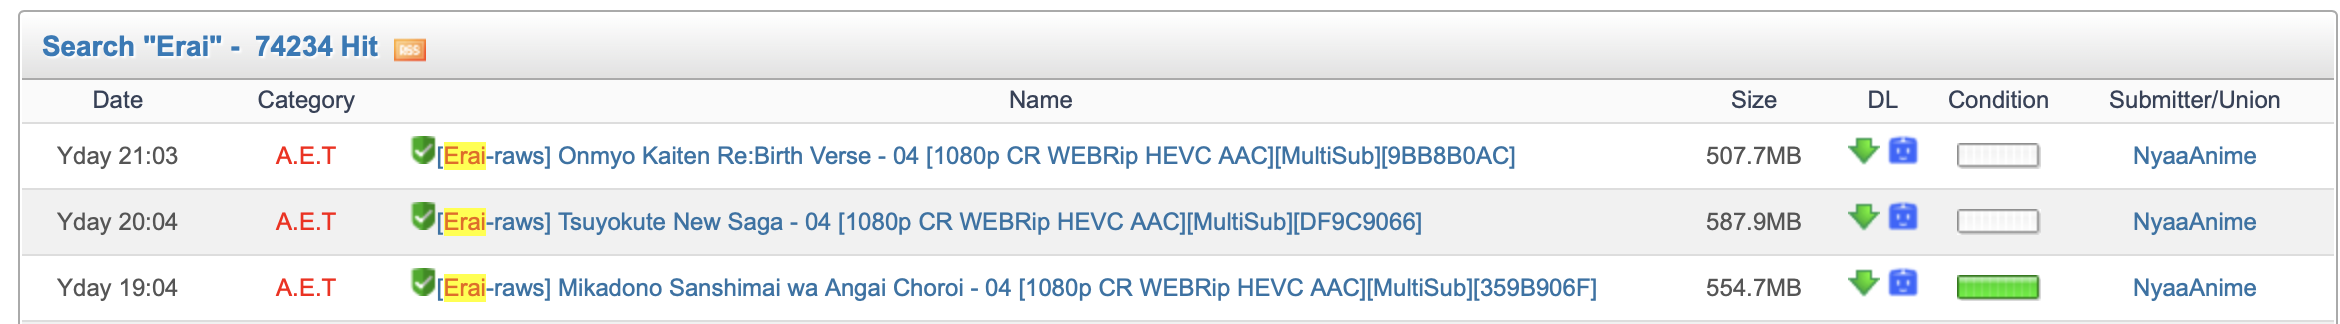 Search "Erai" - 74234 Hit RSS
Date Category Name Size DL Condition Submitter/Union
Yday 21:03 A.E.T [Erai-raws] Onmyo Kaiten Re:Birth Verse - 04 [1080p CR WEBRip HEVC AAC][MultiSub][9BB8B0AC] 507.7MB NyaaAnime
Yday 20:04 A.E.T [Erai-raws] Tsuyokute New Saga - 04 [1080p CR WEBRip HEVC AAC][MultiSub][DF9C9066] 587.9MB NyaaAnime
Yday 19:04 A.E.T [Erai-raws] Mikadono Sanshimai wa Angai Choroi - 04 [1080p CR WEBRip HEVC AAC][MultiSub][359B906F] 554.7MB NyaaAnime